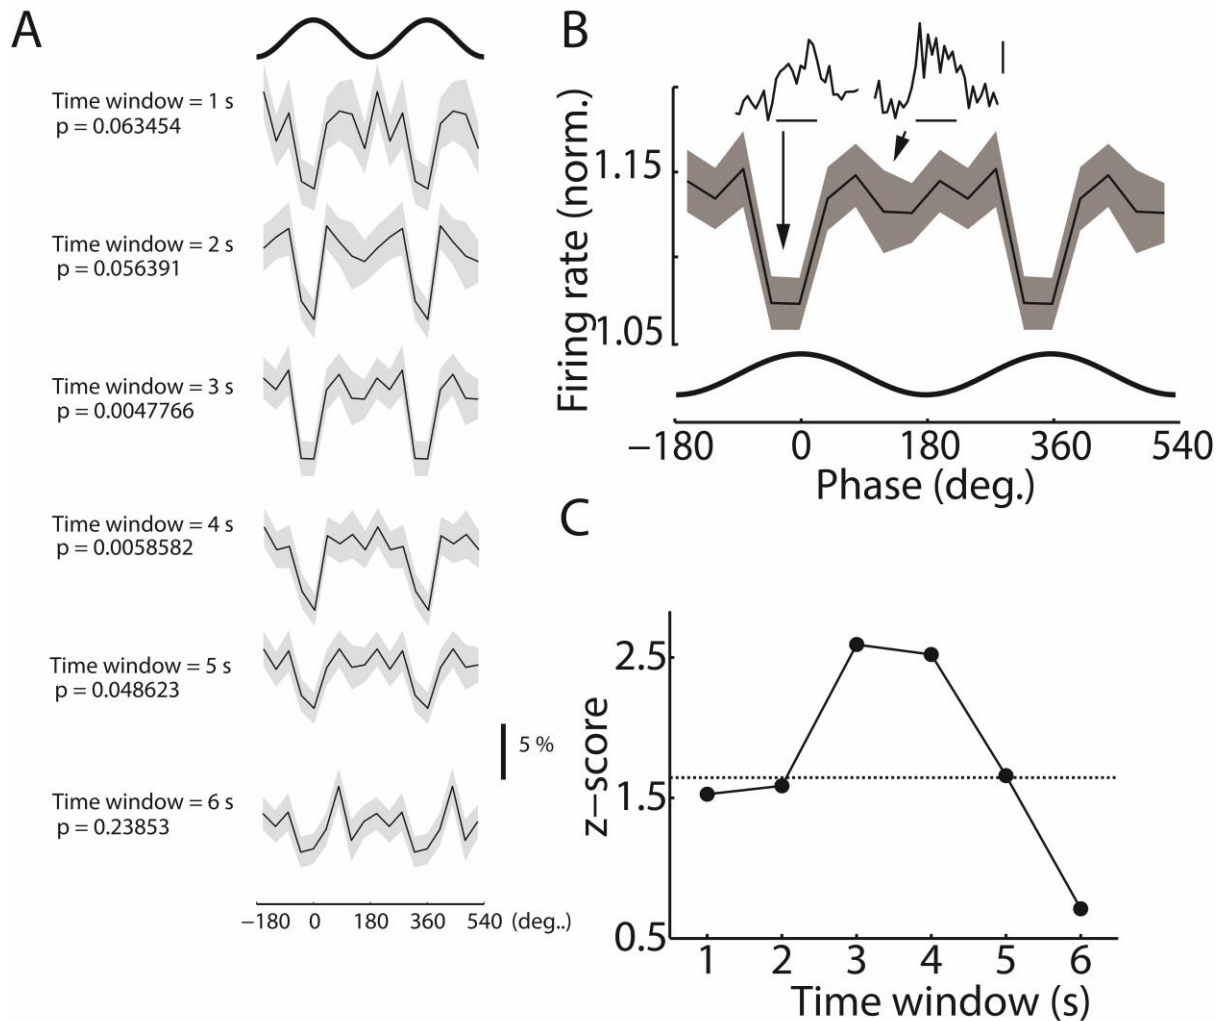 A
Time window = 1 s
p = 0.063454
Time window = 2 s
p = 0.056391
Time window = 3 s
p = 0.0047766
Time window = 4 s
p = 0.0058582
Time window = 5 s
p = 0.048623
5 %
Time window = 6 s
p = 0.23853
−180 0 180 360 540 (deg..)
B
Firing rate (norm.)
1.15
1.05
−180 0 180 360 540
Phase (deg.)
C
z−score
2.5
1.5
0.5
1 2 3 4 5 6
Time window (s)